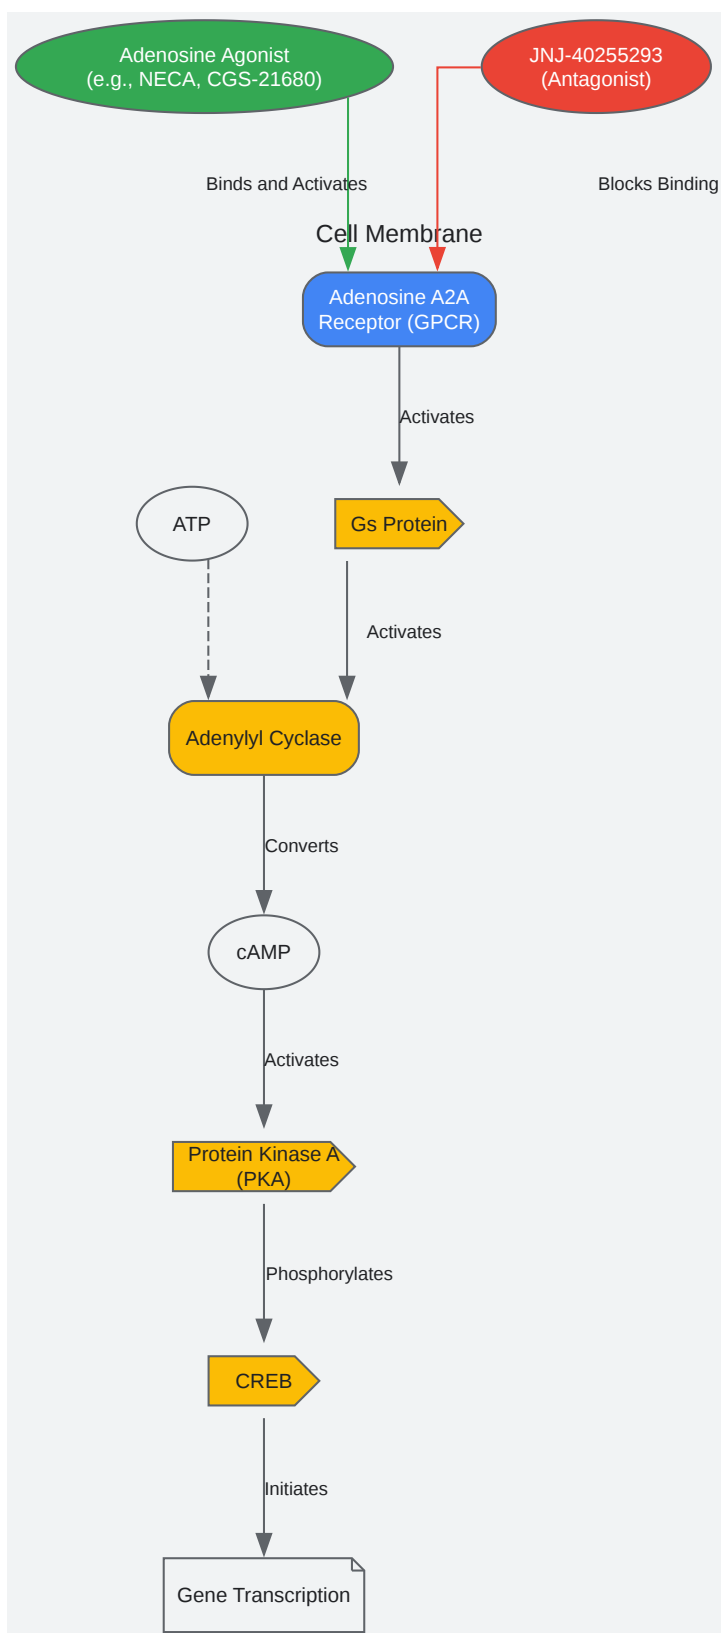 Adenosine Agonist
(e.g., NECA, CGS-21680)
JNJ-40255293
(Antagonist)
Binds and Activates
Blocks Binding
Cell Membrane
Adenosine A2A
Receptor (GPCR)
Activates
ATP
Gs Protein
Activates
Adenylyl Cyclase
Converts
cAMP
Activates
Protein Kinase A
(PKA)
Phosphorylates
CREB
Initiates
Gene Transcription